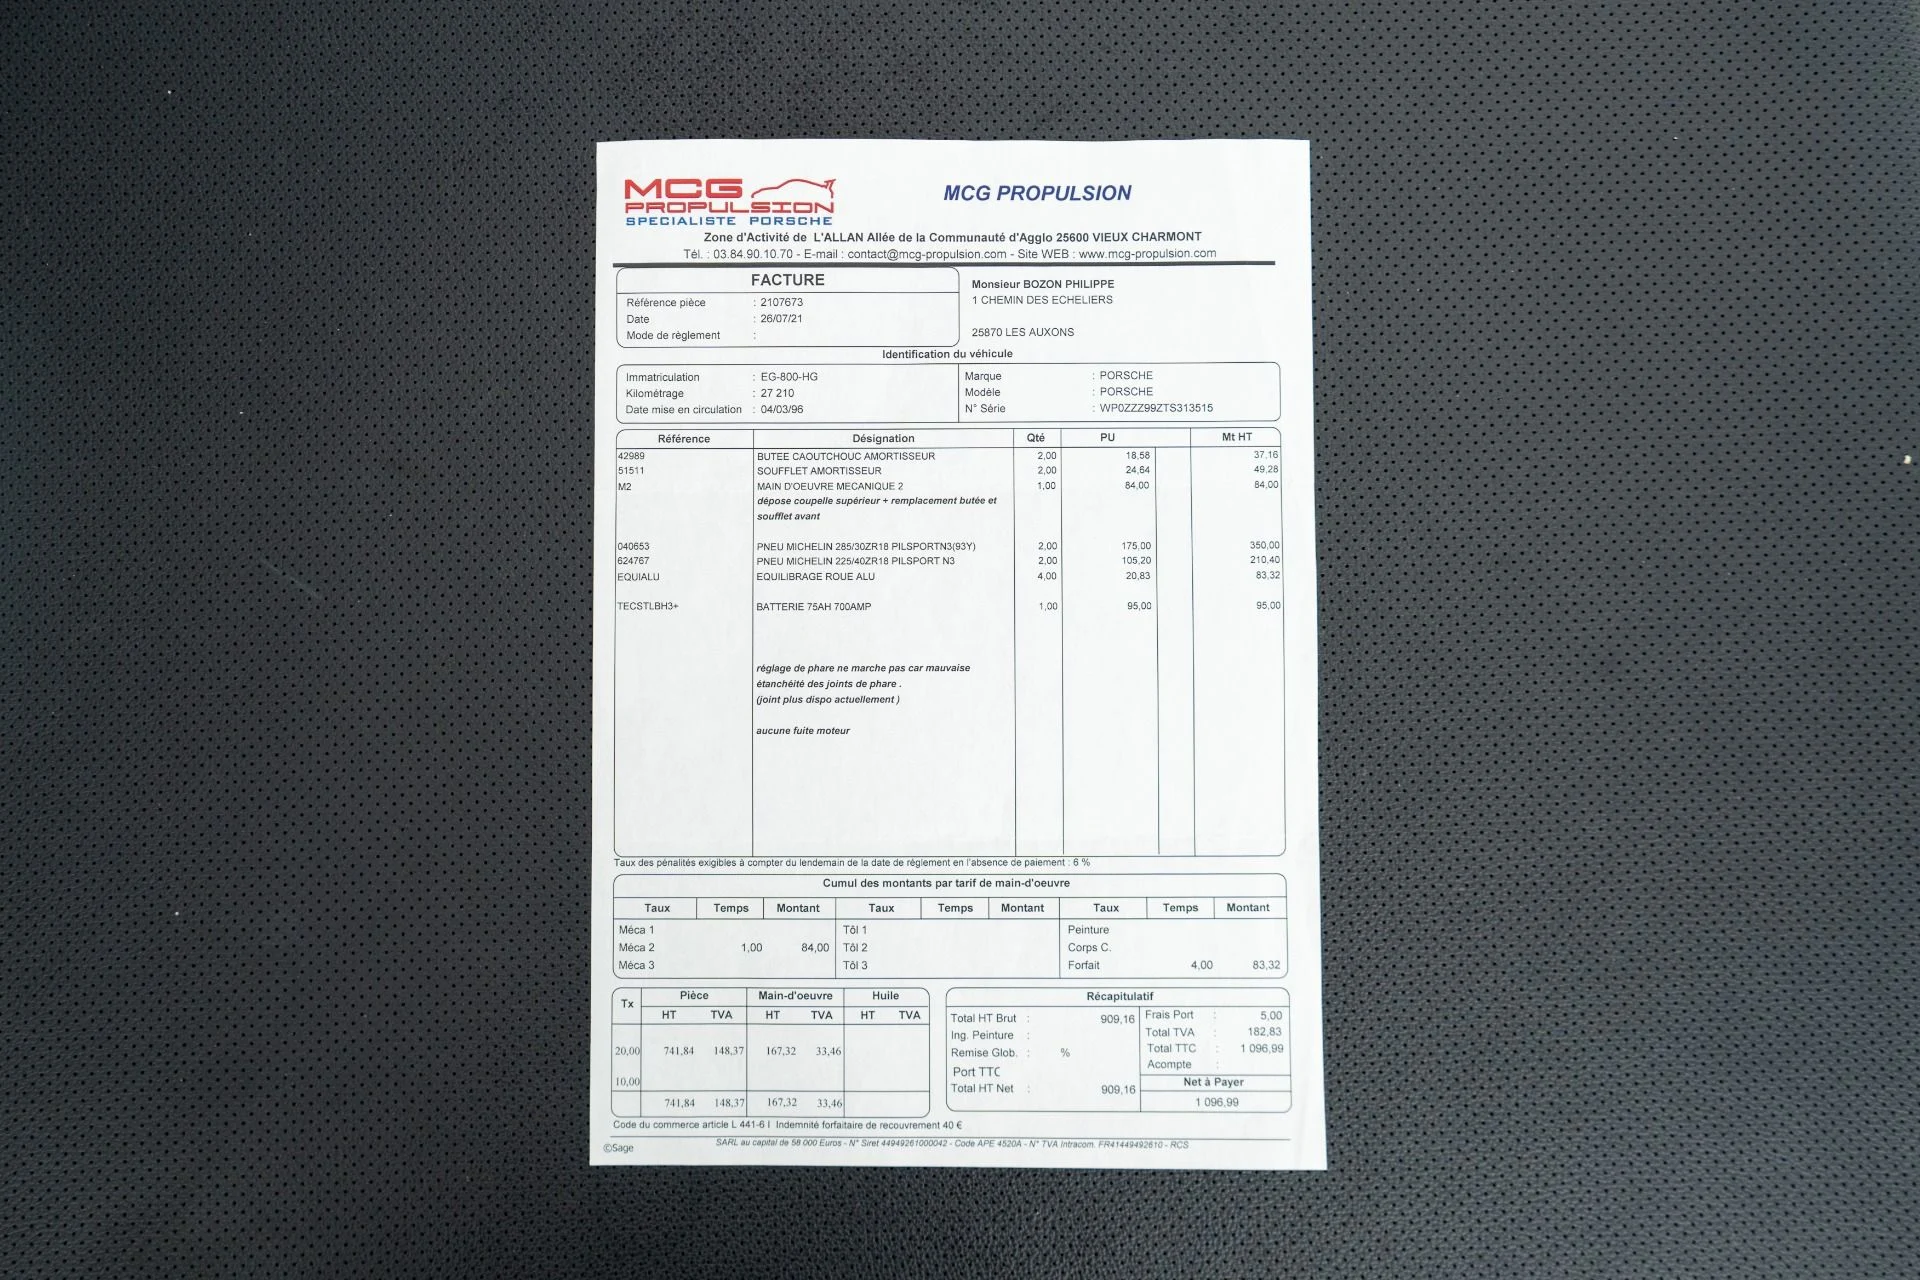 MCG
PROPULSION
SPECIALISTE PORSCHE
MCG PROPULSION
Zone d'Activité de L'ALLAN Allée de la Communauté d'Agglo 25600 VIEUX CHARMONT
Tél. : 03.84.90.10.70 - E-mail : contact@mcg-propulsion.com - Site WEB : www.mcg-propulsion.com
FACTURE
Référence pièce : 2107673
Date : 26/07/21
Mode de règlement :
Monsieur BOZON PHILIPPE
1 CHEMIN DES ECHELIERS
25870 LES AUXONS
Identification du véhicule
Immatriculation : EG-800-HG
Kilométrage : 27 210
Date mise en circulation : 04/03/96
Marque : PORSCHE
Modèle : PORSCHE
N° Série : WP0ZZZ99ZTS313515
Référence Désignation Qté PU Mt HT
42989 BUTEE CAOUTCHOUC AMORTISSEUR 2,00 18,58 37,16
51511 SOUFFLET AMORTISSEUR 2,00 24,64 49,28
M2 MAIN D'OEUVRE MECANIQUE 2 1,00 84,00 84,00
dépose coupelle supérieur + remplacement butée et
soufflet avant
040653 PNEU MICHELIN 285/30ZR18 PILSPORTN3(93Y) 2,00 175,00 350,00
624767 PNEU MICHELIN 225/40ZR18 PILSPORT N3 2,00 105,20 210,40
EQUIALU EQUILIBRAGE ROUE ALU 4,00 20,83 83,32
TECSTLBH3+ BATTERIE 75AH 700AMP 1,00 95,00 95,00
réglage de phare ne marche pas car mauvaise
étanchéité des joints de phare .
(joint plus dispo actuellement )
aucune fuite moteur
Taux des pénalités exigibles à compter du lendemain de la date de règlement en l'absence de paiement : 6 %
Cumul des montants par tarif de main-d'oeuvre
Taux Temps Montant Taux Temps Montant Taux Temps Montant
Méca 1 Tôl 1 Peinture
Méca 2 1,00 84,00 Tôl 2 Corps C.
Méca 3 Tôl 3 Forfait 4,00 83,32
Tx Pièce Main-d'oeuvre Huile
HT TVA HT TVA HT TVA
20,00 741,84 148,37 167,32 33,46
10,00
741,84 148,37 167,32 33,46
Récapitulatif
Total HT Brut : 909,16
Ing. Peinture :
Remise Glob. : %
Port TTC
Total HT Net : 909,16
Frais Port : 5,00
Total TVA : 182,83
Total TTC : 1 096,99
Acompte :
Net à Payer
1 096,99
Code du commerce article L 441-6 I Indemnité forfaitaire de recouvrement 40 €
SARL au capital de 58 000 Euros - N° Siret 44949261000042 - Code APE 4520A - N° TVA Intracom. FR41449492610 - RCS
©Sage